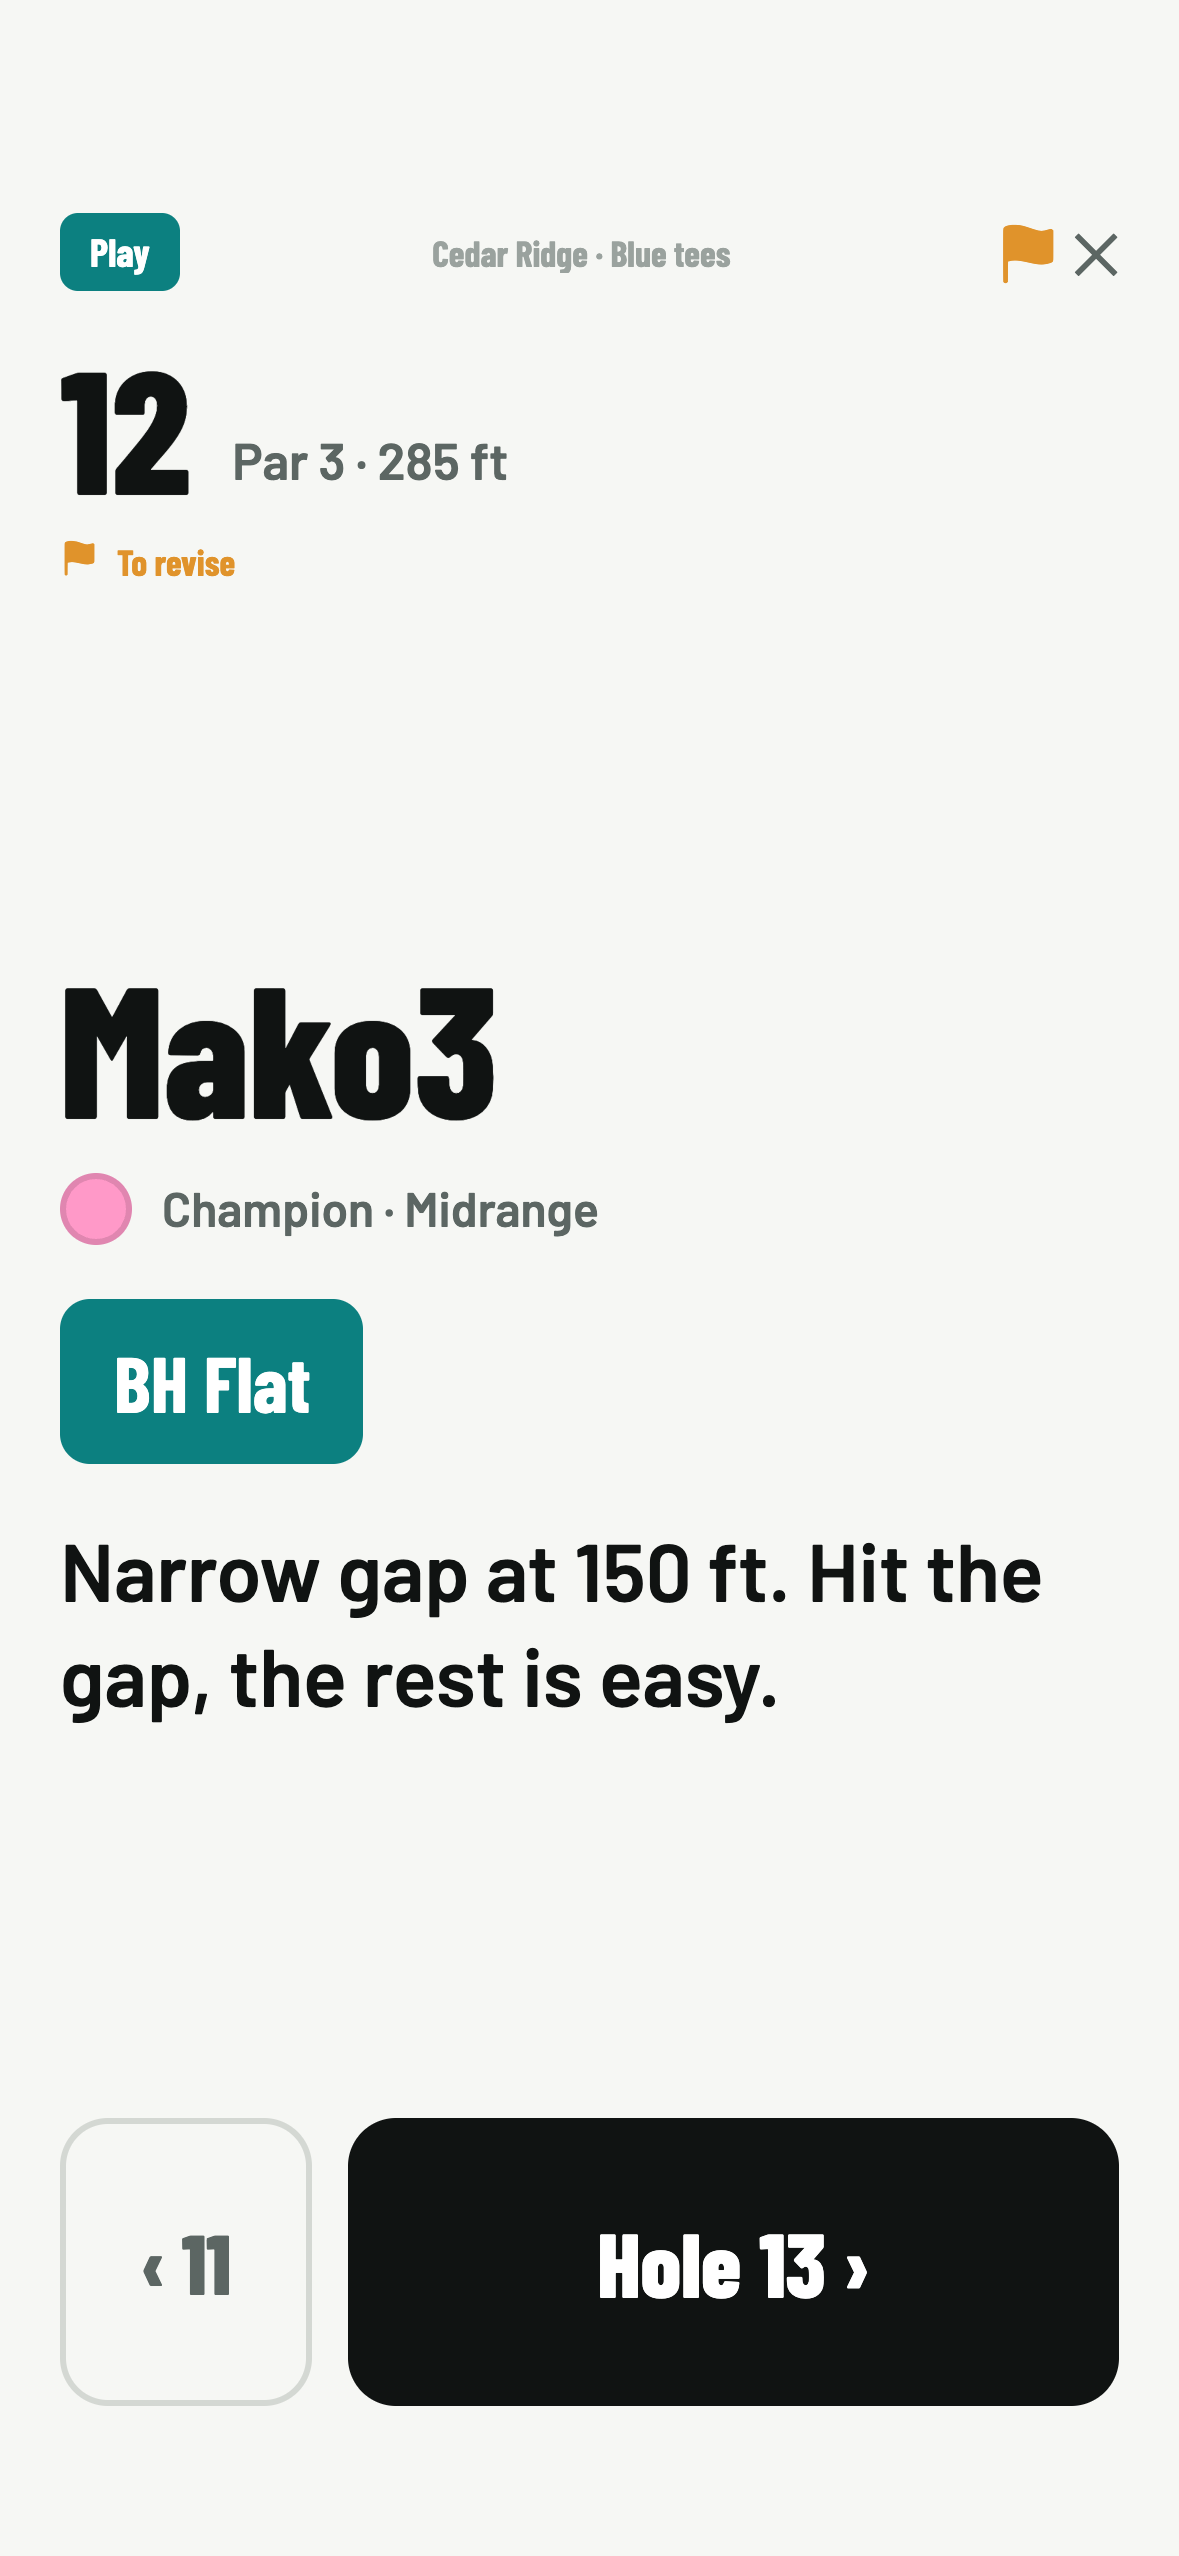 Play
Cedar Ridge · Blue tees
12
Par 3 · 285 ft
To revise
Mako3
Champion · Midrange
BH Flat
Narrow gap at 150 ft. Hit the
gap, the rest is easy.
‹ 11
Hole 13 ›